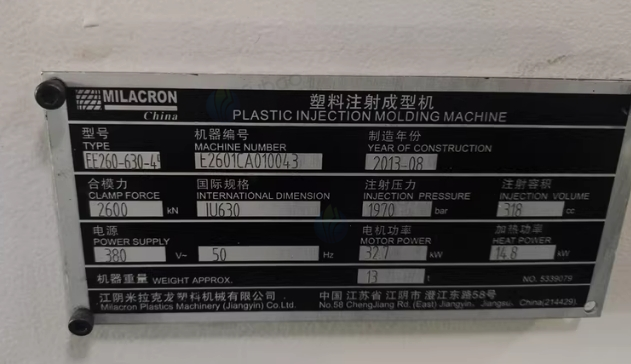 MILACRON
China
塑料注射成型机
PLASTIC INJECTION MOLDING MACHINE
型号 机器编号 制造年份
TYPE MACHINE NUMBER YEAR OF CONSTRUCTION
E2601CA010043 2013-08
合模力 国际规格 注射压力 注射容积
CLAMP FORCE INTERNATIONAL DIMENSION INJECTION PRESSURE INJECTION VOLUME
2600 kN IU630 1970 bar 318 cc
电源 电机功率 加热功率
POWER SUPPLY MOTOR POWER HEAT POWER
380 V~ 50 Hz 32.7 kW 14.8 kW
机器重量 WEIGHT APPROX. 13 t NO. 5339079
江阴米拉克龙塑料机械有限公司 中国 江苏省 江阴市 澄江东路58号
Milacron Plastics Machinery (Jiangyin) Co.Ltd. No.58 ChengJiang Rd. (East) Jiangyin, Jiangsu, China(214429)